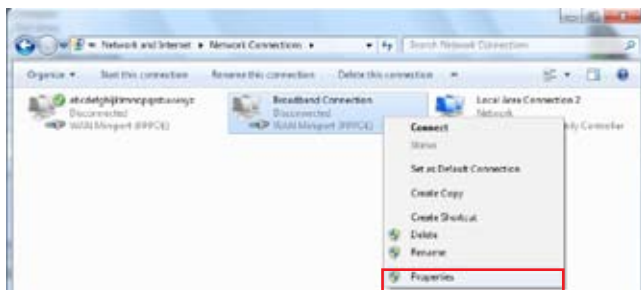 Network and Internet Network Connections Search Network Connections
Organize Start this connection Rename this connection Delete this connection
Broadband Connection
Disconnected
WAN Miniport (PPPOE)
Disconnected
WAN Miniport (PPPOE)
Local Area Connection 2
Network
Controller
Connect
Status
Set as Default Connection
Create Copy
Create Shortcut
Delete
Rename
Properties